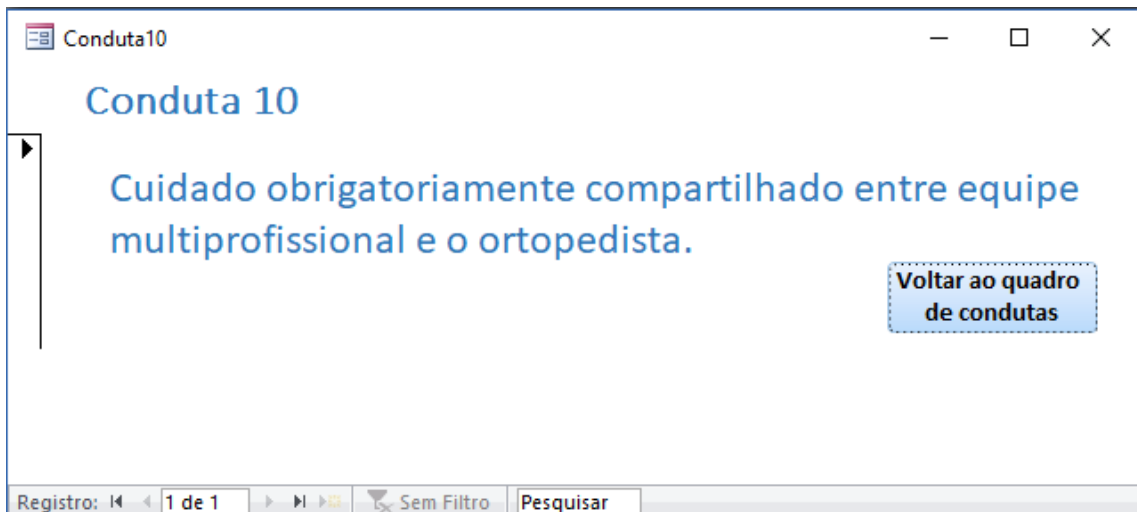 Conduta10
Conduta 10
Cuidado obrigatoriamente compartilhado entre equipe
multiprofissional e o ortopedista.
Voltar ao quadro
de condutas
Registro: 1 de 1 Sem Filtro Pesquisar